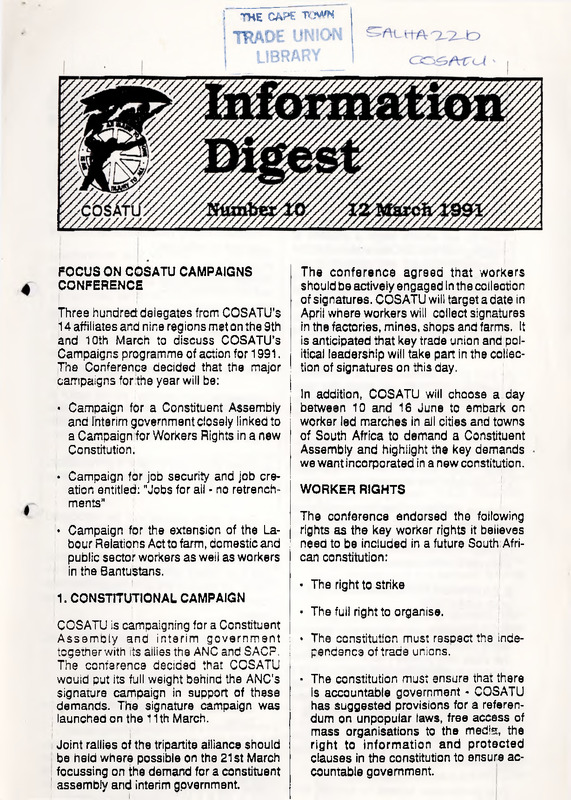 THE CAPE TOWN
TRADE UNION
LIBRARY
SALHA22D
COSATU.
Information
Digest
COSATU
Number 10 12 March 1991
FOCUS ON COSATU CAMPAIGNS
CONFERENCE
Three hundred delegates from COSATU's
14 affiliates and nine regions met on the 9th
and 10th March to discuss COSATU's
Campaigns programme of action for 1991.
The Conference decided that the major
campaigns for the year will be:
• Campaign for a Constituent Assembly
and Interim government closely linked to
a Campaign for Workers Rights in a new
Constitution.
• Campaign for job security and job cre-
ation entitled: "Jobs for all - no retrench-
ments"
• Campaign for the extension of the La-
bour Relations Act to farm, domestic and
public sector workers as well as workers
in the Bantustans.
1. CONSTITUTIONAL CAMPAIGN
COSATU is campaigning for a Constituent
Assembly and interim government
together with its allies the ANC and SACP.
The conference decided that COSATU
would put its full weight behind the ANC's
signature campaign in support of these
demands. The signature campaign was
launched on the 11th March.
Joint rallies of the tripartite alliance should
be held where possible on the 21st March
focussing on the demand for a constituent
assembly and interim government.
The conference agreed that workers
should be actively engaged in the collection
of signatures. COSATU will target a date in
April where workers will collect signatures
in the factories, mines, shops and farms. It
is anticipated that key trade union and pol-
itical leadership will take part in the collec-
tion of signatures on this day.
In addition, COSATU will choose a day
between 10 and 16 June to embark on
worker led marches in all cities and towns
of South Africa to demand a Constituent
Assembly and highlight the key demands
we want incorporated in a new constitution.
WORKER RIGHTS
The conference endorsed the following
rights as the key worker rights it believes
need to be included in a future South Afri-
can constitution:
• The right to strike
• The full right to organise.
• The constitution must respect the inde-
pendence of trade unions.
• The constitution must ensure that there
is accountable government - COSATU
has suggested provisions for a referen-
dum on unpopular laws, free access of
mass organisations to the media, the
right to information and protected
clauses in the constitution to ensure ac-
countable government.